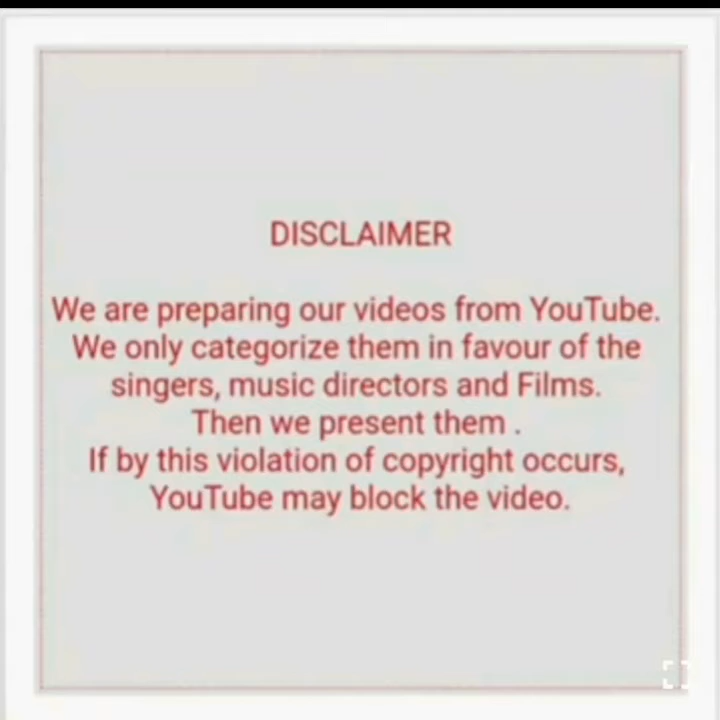 DISCLAIMER
We are preparing our videos from YouTube.
We only categorize them in favour of the
singers, music directors and Films.
Then we present them .
If by this violation of copyright occurs,
YouTube may block the video.